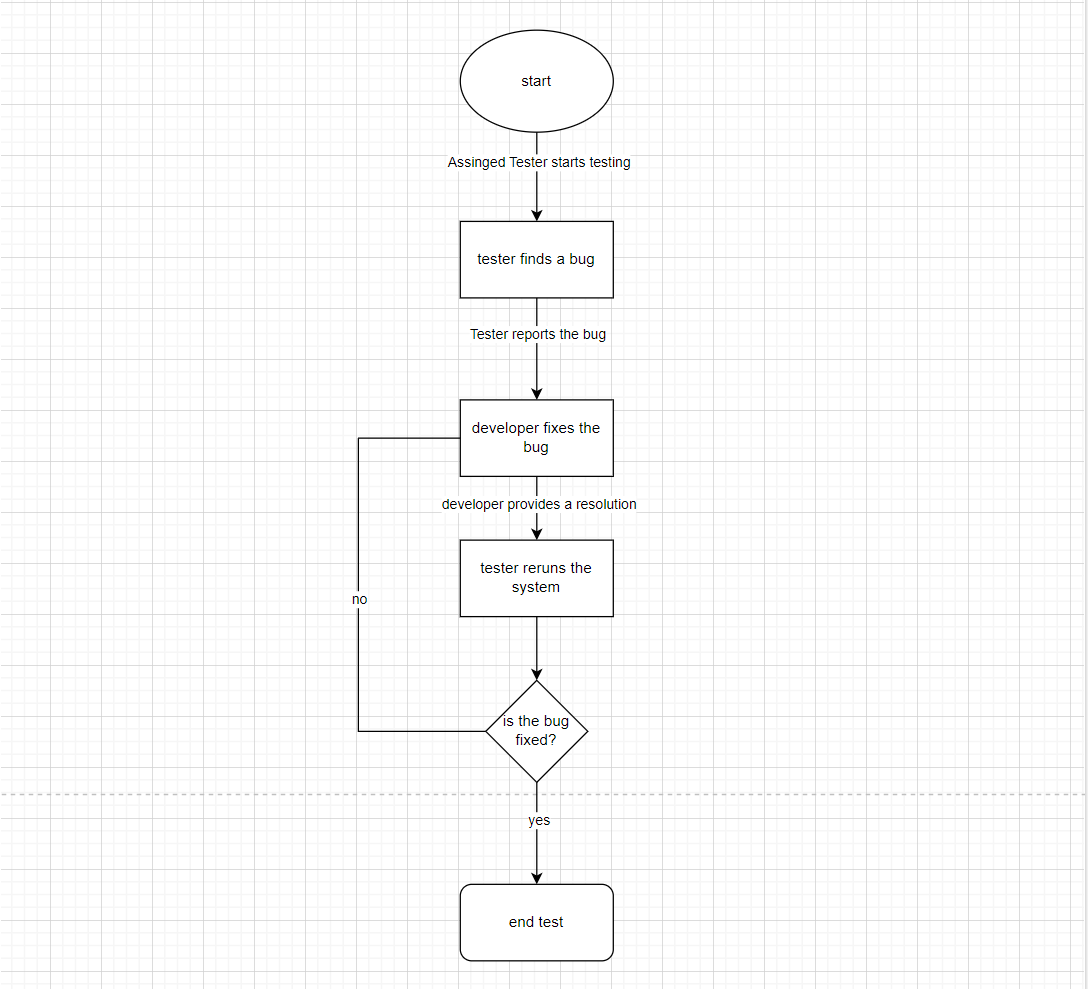 start
Assinged Tester starts testing
tester finds a bug
Tester reports the bug
developer fixes the
bug
developer provides a resolution
tester reruns the
system
no
is the bug
fixed?
yes
end test